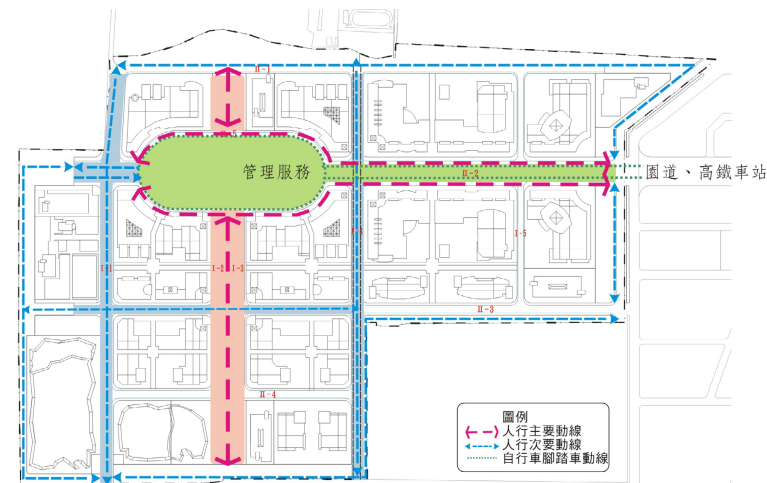 II-1
II-5
管理服務
II-2
園道、高鐵車站
I-5
I-1
I-2
I-3
II-3
II-4
圖例
人行主要動線
人行次要動線
自行車腳踏車動線